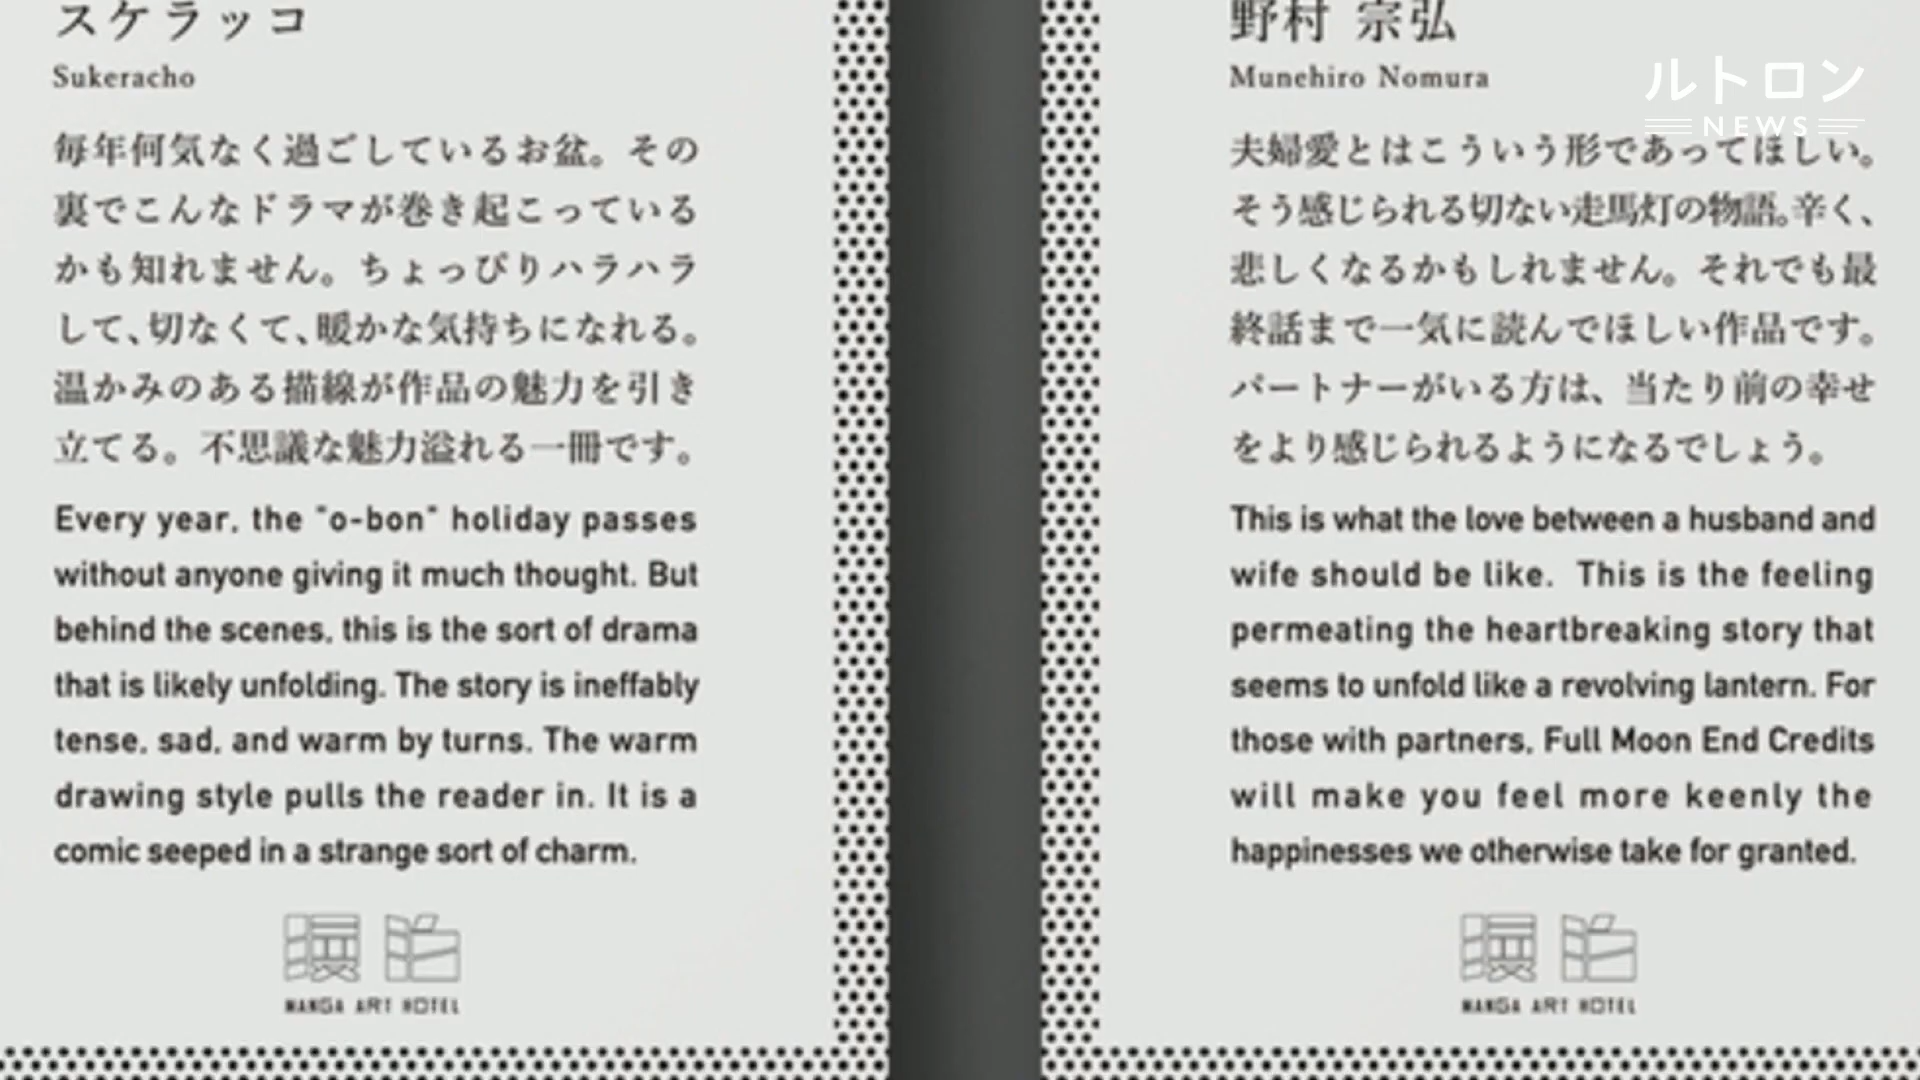 スケラッコ
Sukeracho
毎年何気なく過ごしているお盆。その
裏でこんなドラマが巻き起こっている
かも知れません。ちょっぴりハラハラ
して、切なくて、暖かな気持ちになれる。
温かみのある描線が作品の魅力を引き
立てる。不思議な魅力溢れる一冊です。
Every year, the "o-bon" holiday passes
without anyone giving it much thought. But
behind the scenes, this is the sort of drama
that is likely unfolding. The story is ineffably
tense, sad, and warm by turns. The warm
drawing style pulls the reader in. It is a
comic seeped in a strange sort of charm.
漫泊
MANGA ART HOTEL
野村 宗弘
Munehiro Nomura
夫婦愛とはこういう形であってほしい。
そう感じられる切ない走馬灯の物語。辛く、
悲しくなるかもしれません。それでも最
終話まで一気に読んでほしい作品です。
パートナーがいる方は、当たり前の幸せ
をより感じられるようになるでしょう。
This is what the love between a husband and
wife should be like. This is the feeling
permeating the heartbreaking story that
seems to unfold like a revolving lantern. For
those with partners, Full Moon End Credits
will make you feel more keenly the
happinesses we otherwise take for granted.
漫泊
MANGA ART HOTEL
ルトロン
NEWS